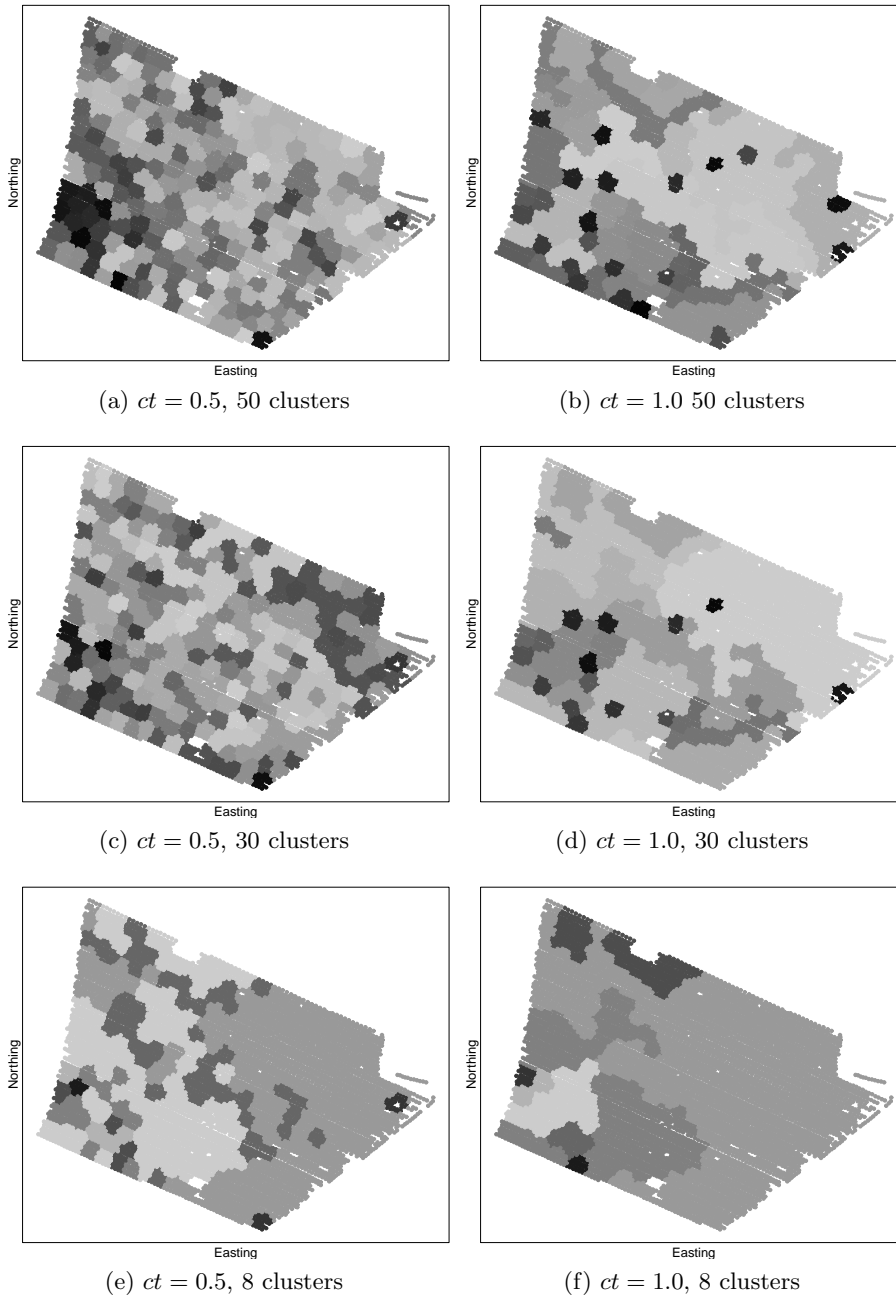 Northing
Easting
(a) ct = 0.5, 50 clusters
Northing
Easting
(b) ct = 1.0 50 clusters
Northing
Easting
(c) ct = 0.5, 30 clusters
Northing
Easting
(d) ct = 1.0, 30 clusters
Northing
Easting
(e) ct = 0.5, 8 clusters
Northing
Easting
(f) ct = 1.0, 8 clusters